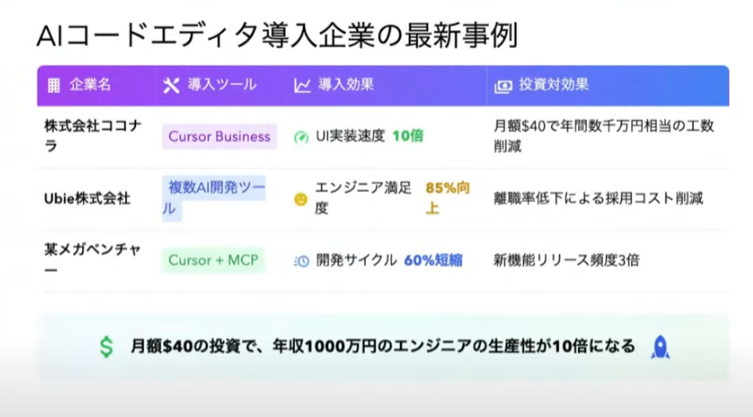 AIコードエディタ導入企業の最新事例
企業名 導入ツール 導入効果 投資対効果
株式会社ココナ
ラ
Cursor Business
UI実装速度 10倍
月額$40で年間数千万円相当の工数
削減
Ubie株式会社
複数AI開発ツー
ル
エンジニア満足
度
85%向
上
離職率低下による採用コスト削減
某メガベンチャ
ー
Cursor + MCP
開発サイクル 60%短縮
新機能リリース頻度3倍
月額$40の投資で、年収1000万円のエンジニアの生産性が10倍になる